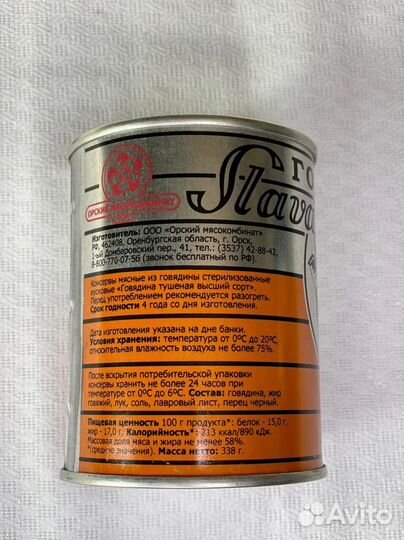 ОРСКИЙ МЯСОКОМБИНАТ
ГО
Slava
Изготовитель: ООО «Орский мясокомбинат»
РФ, 462408, Оренбургская область, г. Орск,
1-ый Домбаровский пер., 41, тел.: (3537) 42-88-42,
8-800-770-07-56 (звонок бесплатный по РФ).
Консервы мясные из говядины стерилизованные
кусковые «Говядина тушеная высший сорт».
Перед употреблением рекомендуется разогреть.
Срок годности 4 года со дня изготовления.
Дата изготовления указана на дне банки.
Условия хранения: температура от 0°С до 20°С,
относительная влажность воздуха не более 75%.
После вскрытия потребительской упаковки
консервы хранить не более 24 часов при
температуре от 0°С до 6°С. Состав: говядина, жир
говяжий, лук, соль, лавровый лист, перец черный.
Пищевая ценность 100 г продукта*: белок - 15,0 г,
жир - 17,0 г. Калорийность*: 213 ккал/890 кДж.
Массовая доля мяса и жира не менее 58%.
*(средние значения). Масса нетто: 338 г.
Avito